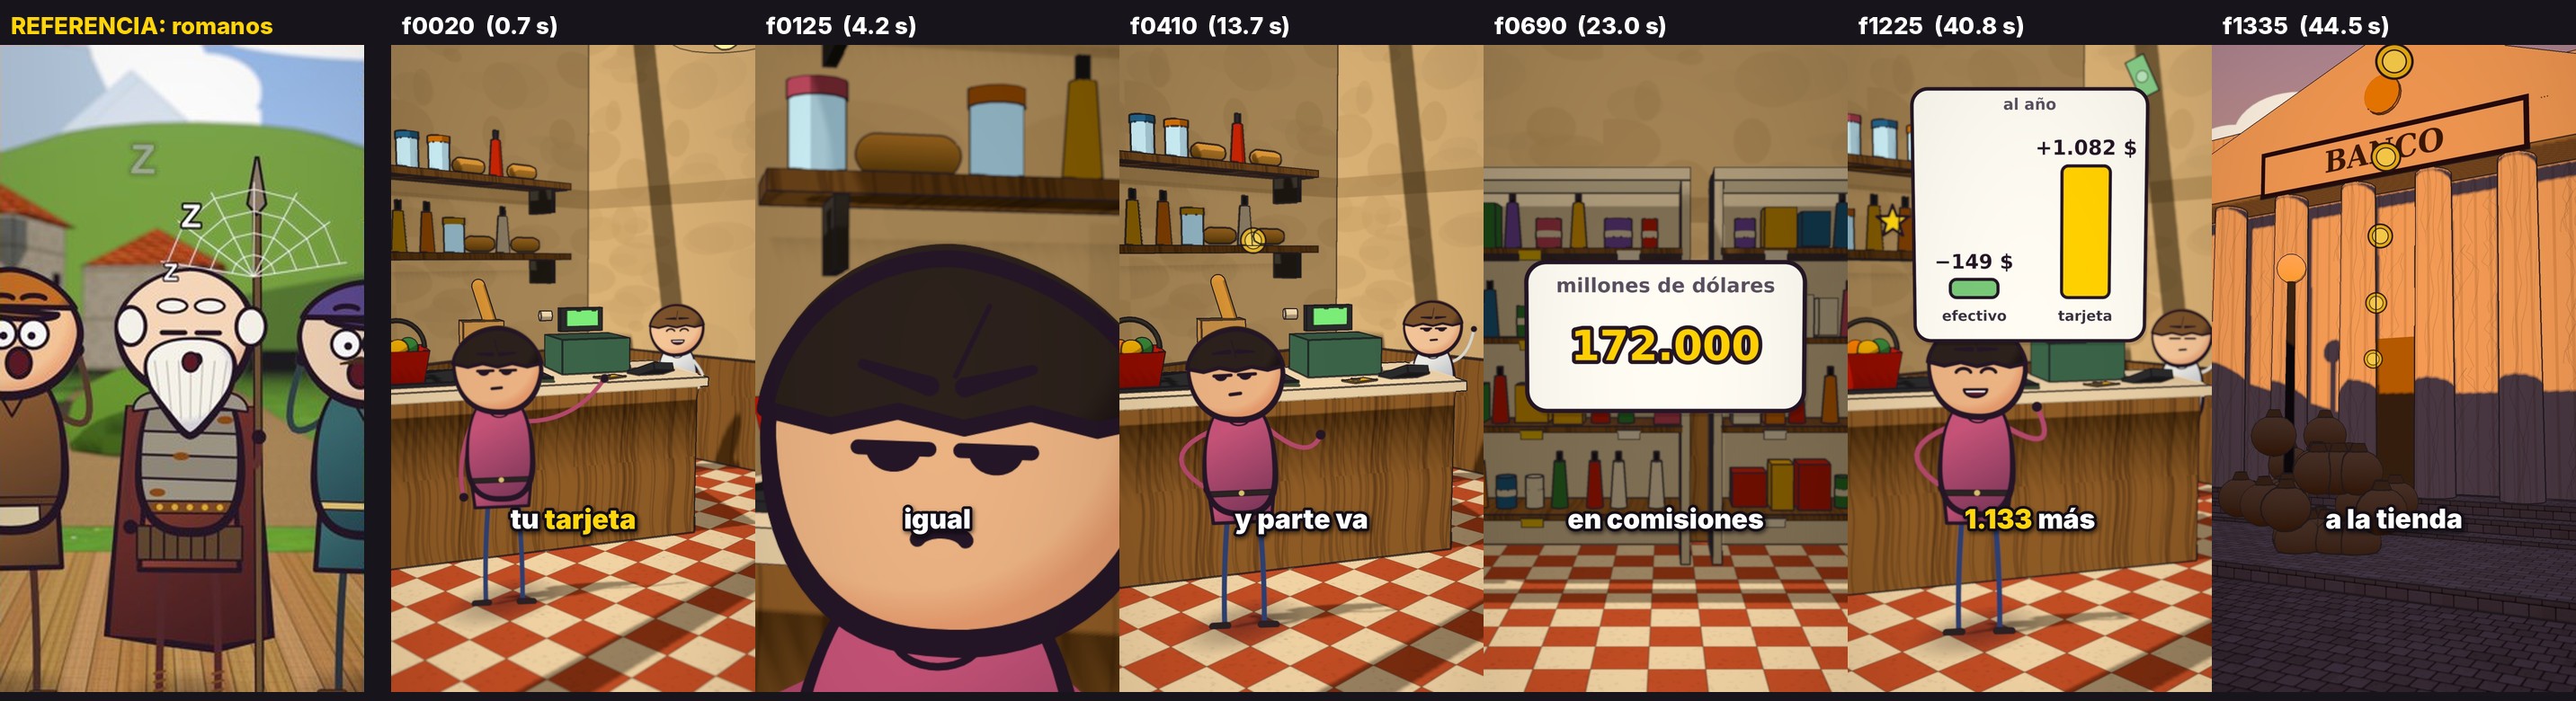 REFERENCIA: romanos
Z
Z
Z
f0020 (0.7 s)
tu tarjeta
f0125 (4.2 s)
igual
f0410 (13.7 s)
y parte va
f0690 (23.0 s)
millones de dólares
172.000
en comisiones
f1225 (40.8 s)
al año
+1.082 $
−149 $
efectivo
tarjeta
1.133 más
f1335 (44.5 s)
BANCO
a la tienda